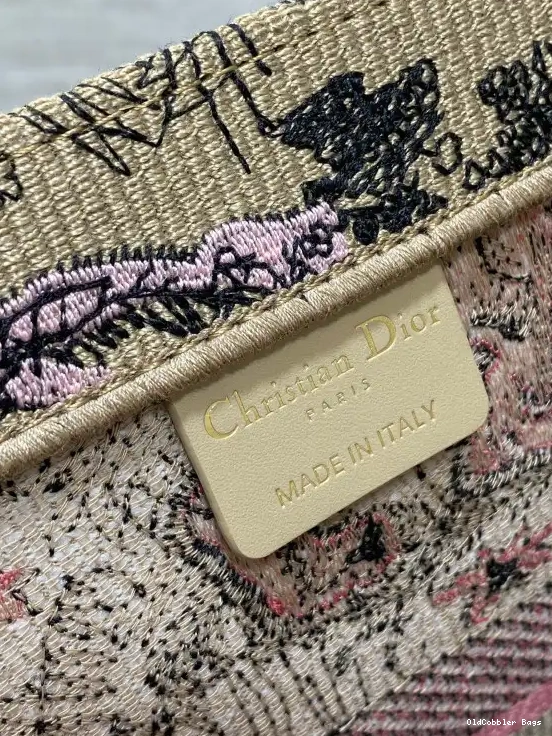 Christian Dior
PARIS
MADE IN ITALY
OldCobbler Bags